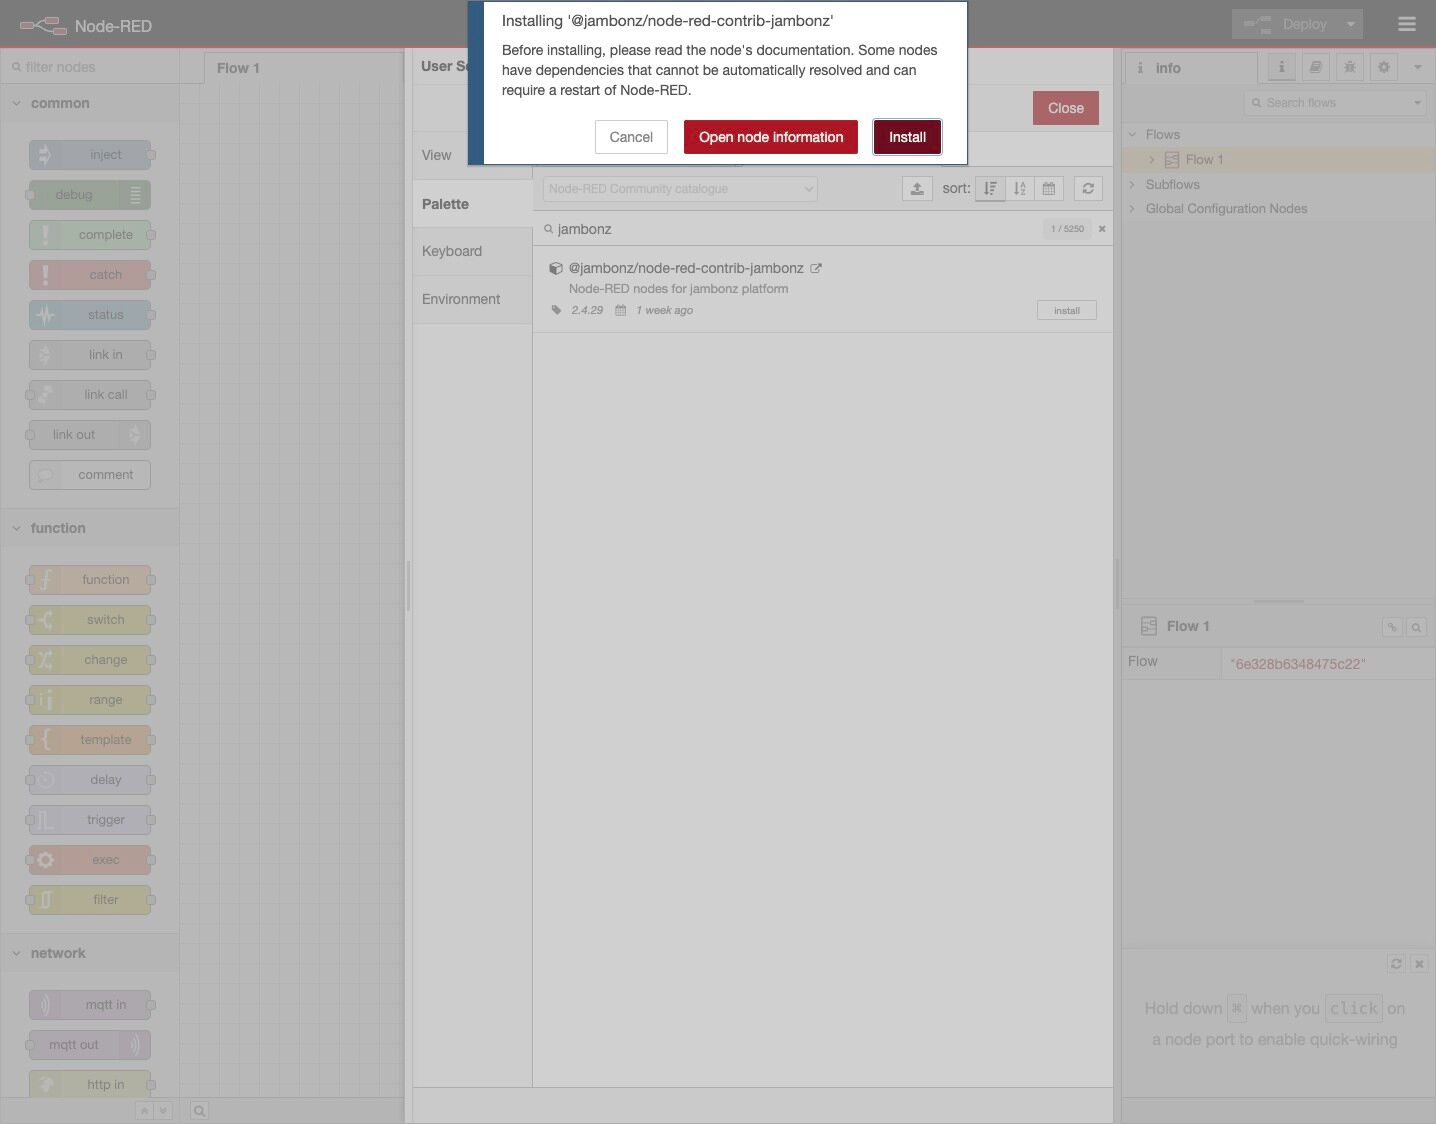 Node-RED
Deploy
Installing '@jambonz/node-red-contrib-jambonz'
Before installing, please read the node's documentation. Some nodes
have dependencies that cannot be automatically resolved and can
require a restart of Node-RED.
Cancel
Open node information
Install
filter nodes
common
inject
debug
complete
catch
status
link in
link call
link out
comment
function
function
switch
change
range
template
delay
trigger
exec
filter
network
mqtt in
mqtt out
http in
Flow 1
User Se
Close
View
Palette
Keyboard
Environment
Node-RED Community catalogue
sort:
jambonz
1 / 5250
@jambonz/node-red-contrib-jambonz
Node-RED nodes for jambonz platform
2.4.29 1 week ago
install
i info
i
Search flows
Flows
Flow 1
Subflows
Global Configuration Nodes
Flow 1
Flow "6e328b6348475c22"
Hold down ⌘ when you click on
a node port to enable quick-wiring